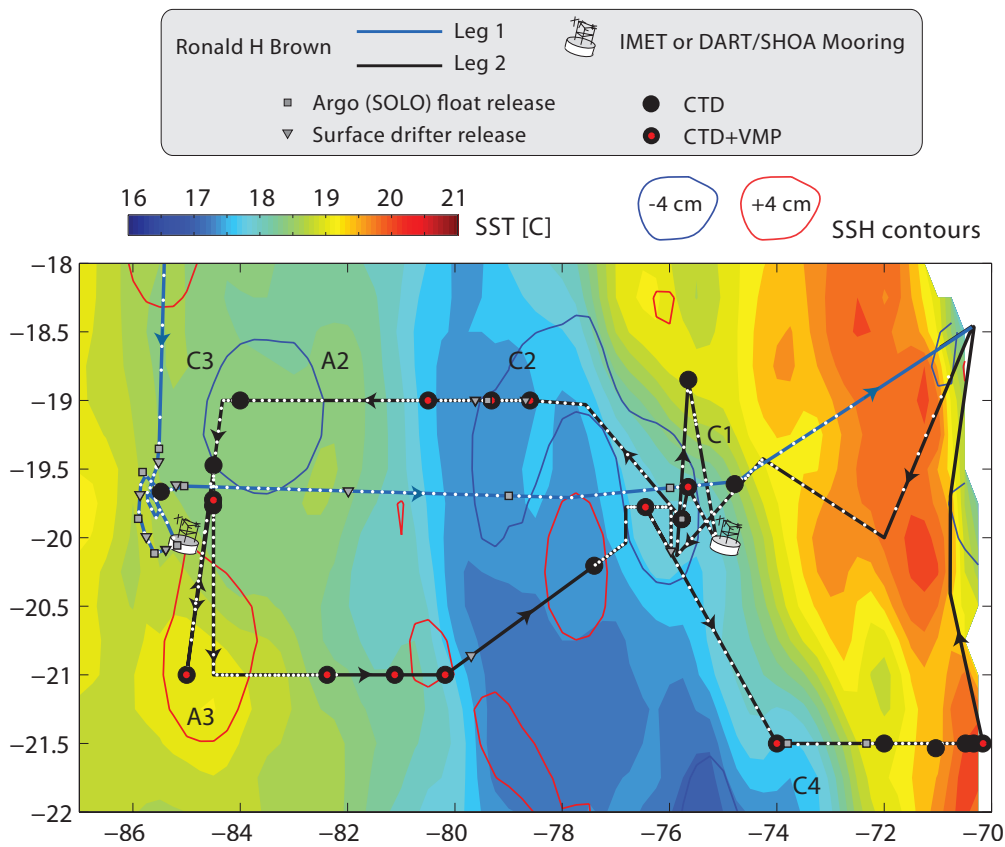 Ronald H Brown
Leg 1
Leg 2
IMET or DART/SHOA Mooring
Argo (SOLO) float release
CTD
Surface drifter release
CTD+VMP
16 17 18 19 20 21
SST [C]
-4 cm
+4 cm
SSH contours
−18
−18.5
−19
−19.5
−20
−20.5
−21
−21.5
−22
C3
A2
C2
C1
A3
C4
−86 −84 −82 −80 −78 −76 −74 −72 −70